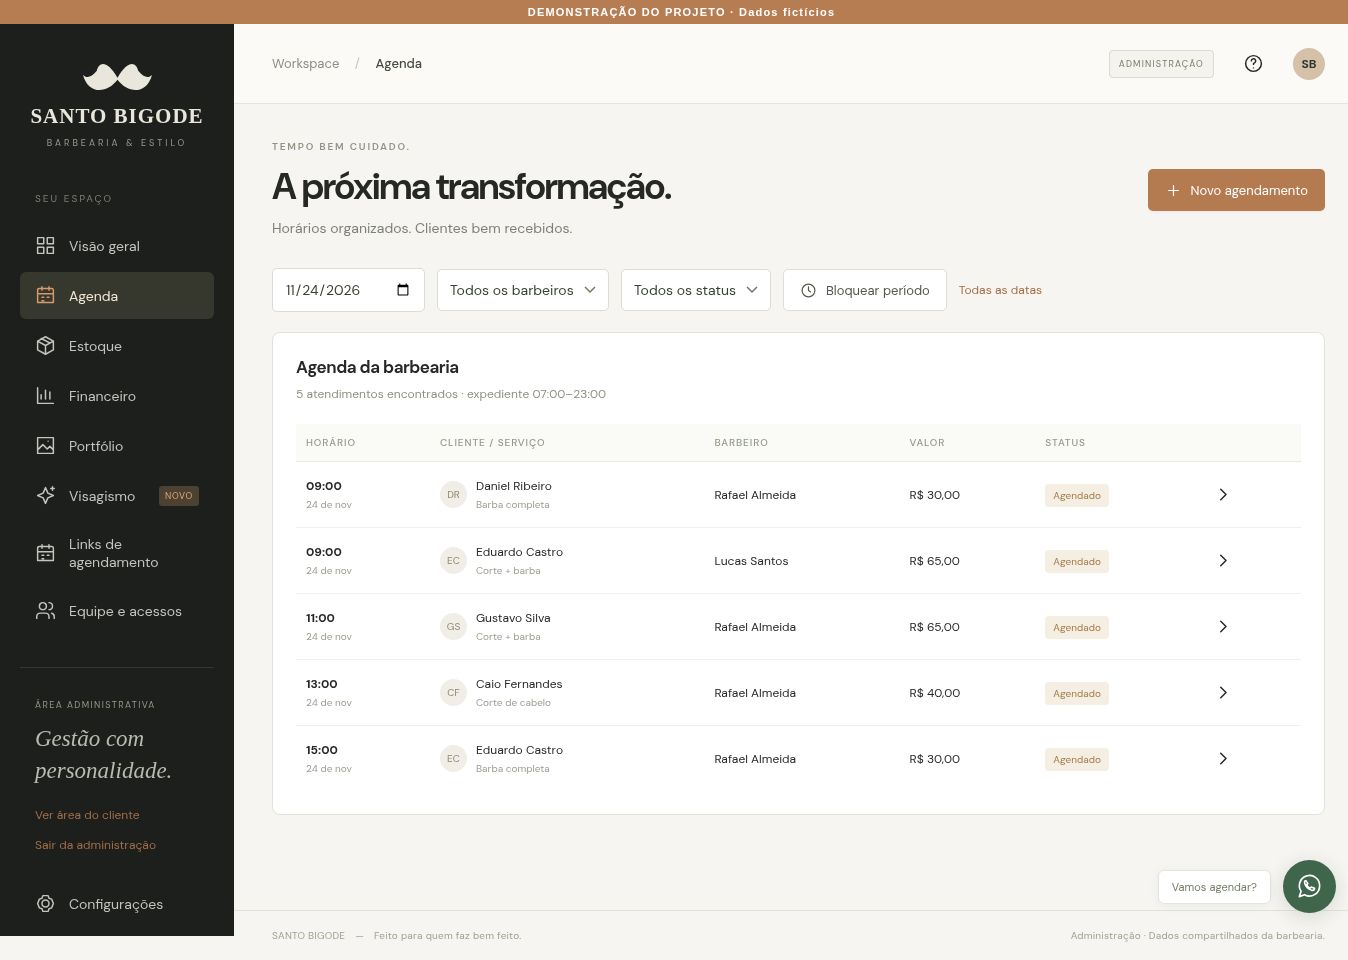 DEMONSTRAÇÃO DO PROJETO · Dados fictícios
SANTO BIGODE
BARBEARIA & ESTILO
SEU ESPAÇO
Visão geral
Agenda
Estoque
Financeiro
Portfólio
Visagismo NOVO
Links de
agendamento
Equipe e acessos
ÁREA ADMINISTRATIVA
Gestão com
personalidade.
Ver área do cliente
Sair da administração
Configurações
Workspace / Agenda
ADMINISTRAÇÃO
SB
TEMPO BEM CUIDADO.
A próxima transformação.
Horários organizados. Clientes bem recebidos.
Novo agendamento
11/24/2026
Todos os barbeiros
Todos os status
Bloquear período
Todas as datas
Agenda da barbearia
5 atendimentos encontrados · expediente 07:00–23:00
HORÁRIO CLIENTE / SERVIÇO BARBEIRO VALOR STATUS
09:00 DR Daniel Ribeiro Rafael Almeida R$ 30,00 Agendado
24 de nov Barba completa
09:00 EC Eduardo Castro Lucas Santos R$ 65,00 Agendado
24 de nov Corte + barba
11:00 GS Gustavo Silva Rafael Almeida R$ 65,00 Agendado
24 de nov Corte + barba
13:00 CF Caio Fernandes Rafael Almeida R$ 40,00 Agendado
24 de nov Corte de cabelo
15:00 EC Eduardo Castro Rafael Almeida R$ 30,00 Agendado
24 de nov Barba completa
Vamos agendar?
SANTO BIGODE — Feito para quem faz bem feito.
Administração · Dados compartilhados da barbearia.